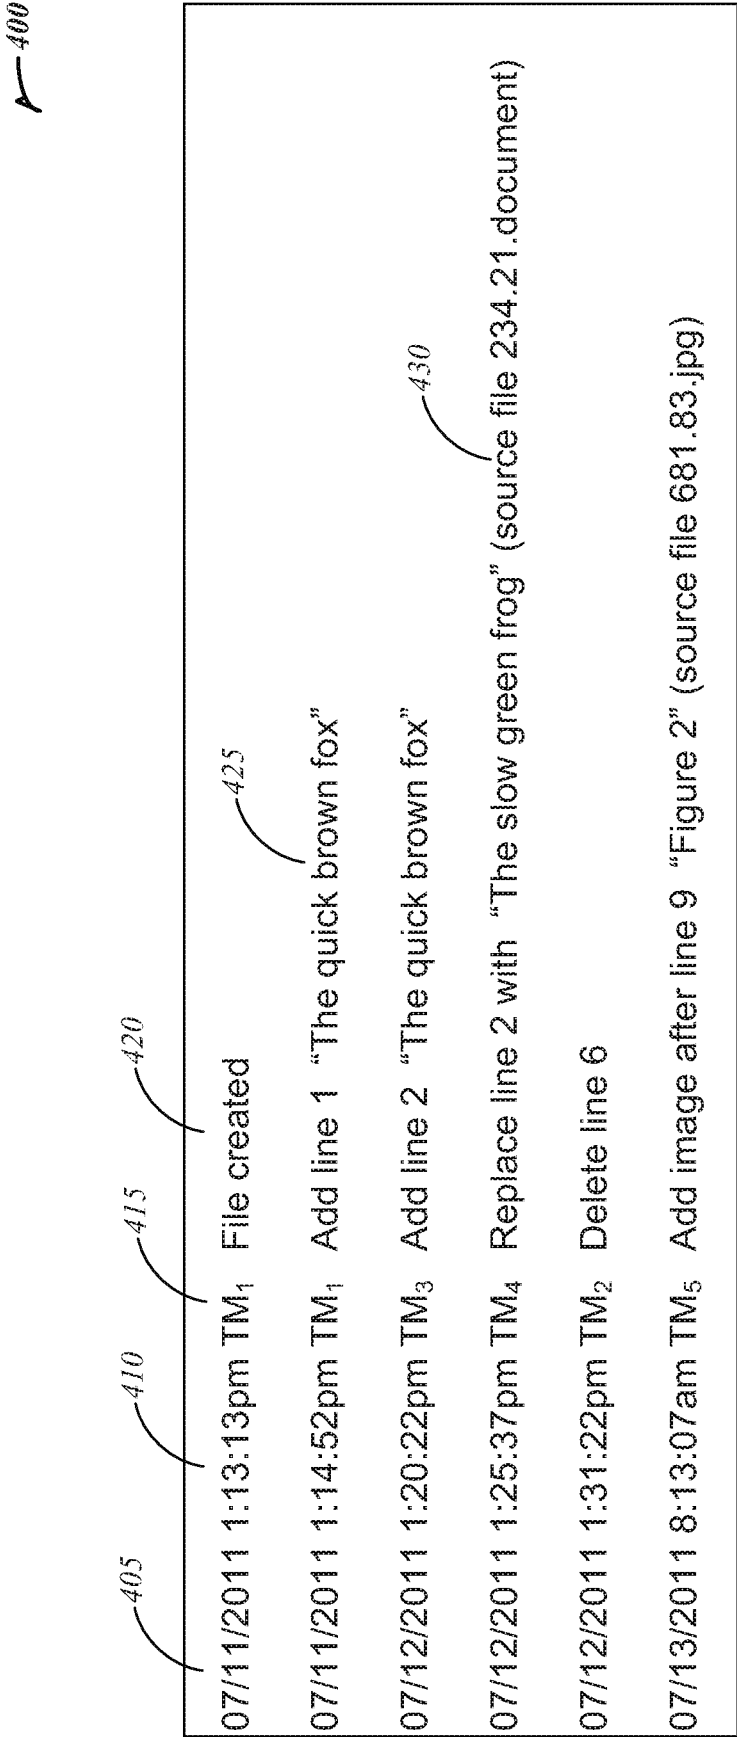 400
405 410 415 420 425 430
07/11/2011 1:13:13pm TM₁ File created
07/11/2011 1:14:52pm TM₁ Add line 1 “The quick brown fox”
07/12/2011 1:20:22pm TM₃ Add line 2 “The quick brown fox”
07/12/2011 1:25:37pm TM₄ Replace line 2 with “The slow green frog” (source file 234.21.document)
07/12/2011 1:31:22pm TM₂ Delete line 6
07/13/2011 8:13:07am TM₅ Add image after line 9 “Figure 2” (source file 681.83.jpg)